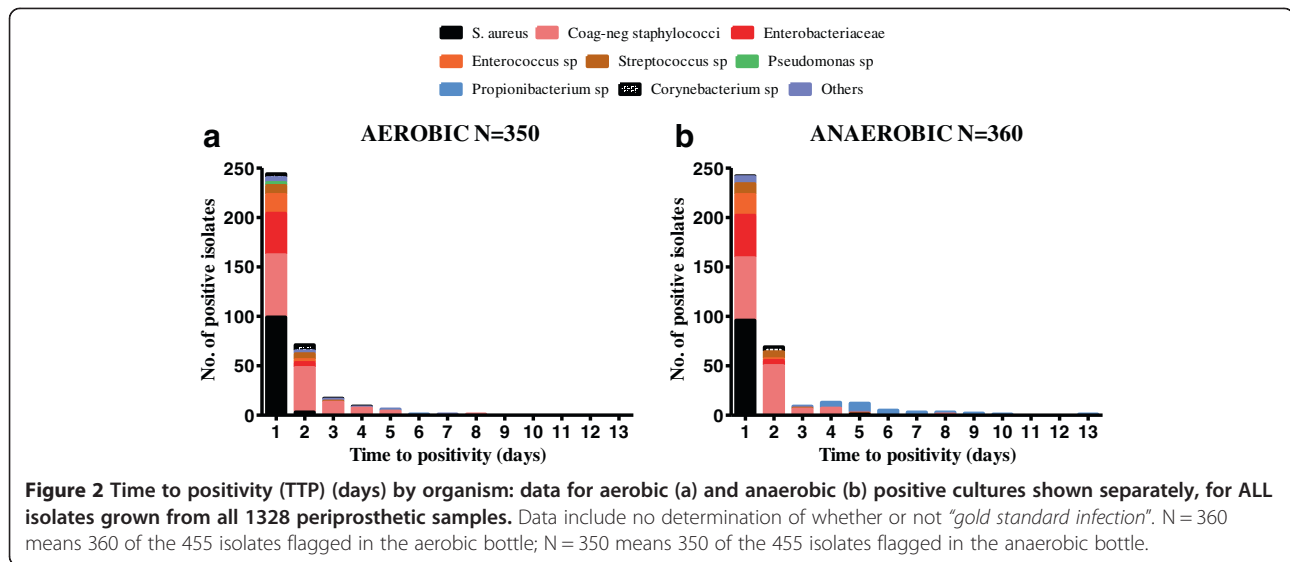 S. aureus Coag-neg staphylococci Enterobacteriaceae
Enterococcus sp Streptococcus sp Pseudomonas sp
Propionibacterium sp Corynebacterium sp Others
a AEROBIC N=350
250
200
150
100
50
0
No. of positive isolates
1 2 3 4 5 6 7 8 9 10 11 12 13
Time to positivity (days)
b ANAEROBIC N=360
250
200
150
100
50
0
No. of positive isolates
1 2 3 4 5 6 7 8 9 10 11 12 13
Time to positivity (days)
Figure 2 Time to positivity (TTP) (days) by organism: data for aerobic (a) and anaerobic (b) positive cultures shown separately, for ALL
isolates grown from all 1328 periprosthetic samples. Data include no determination of whether or not "gold standard infection". N = 360
means 360 of the 455 isolates flagged in the aerobic bottle; N = 350 means 350 of the 455 isolates flagged in the anaerobic bottle.